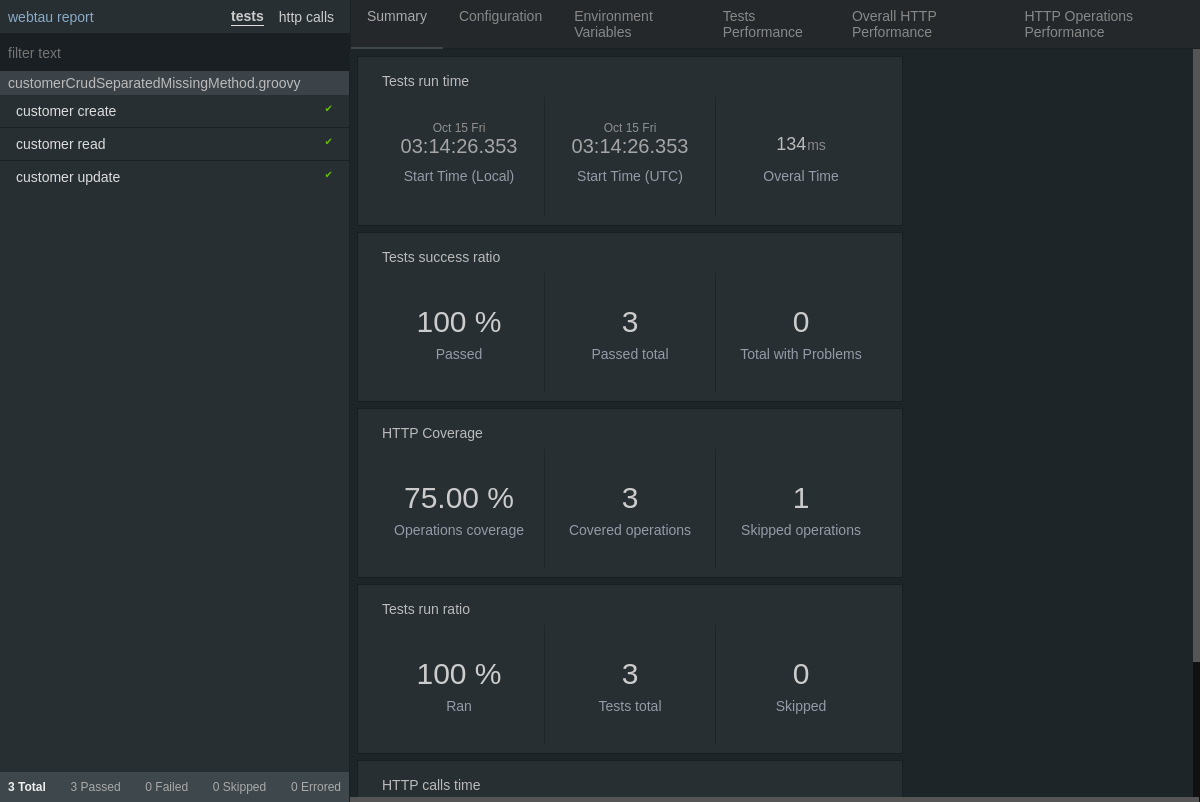 webtau report
tests
http calls
filter text
customerCrudSeparatedMissingMethod.groovy
customer create
customer read
customer update
3 Total
3 Passed
0 Failed
0 Skipped
0 Errored
Summary
Configuration
Environment
Variables
Tests
Performance
Overall HTTP
Performance
HTTP Operations
Performance
Tests run time
Oct 15 Fri
03:14:26.353
Start Time (Local)
Oct 15 Fri
03:14:26.353
Start Time (UTC)
134ms
Overal Time
Tests success ratio
100 %
Passed
3
Passed total
0
Total with Problems
HTTP Coverage
75.00 %
Operations coverage
3
Covered operations
1
Skipped operations
Tests run ratio
100 %
Ran
3
Tests total
0
Skipped
HTTP calls time